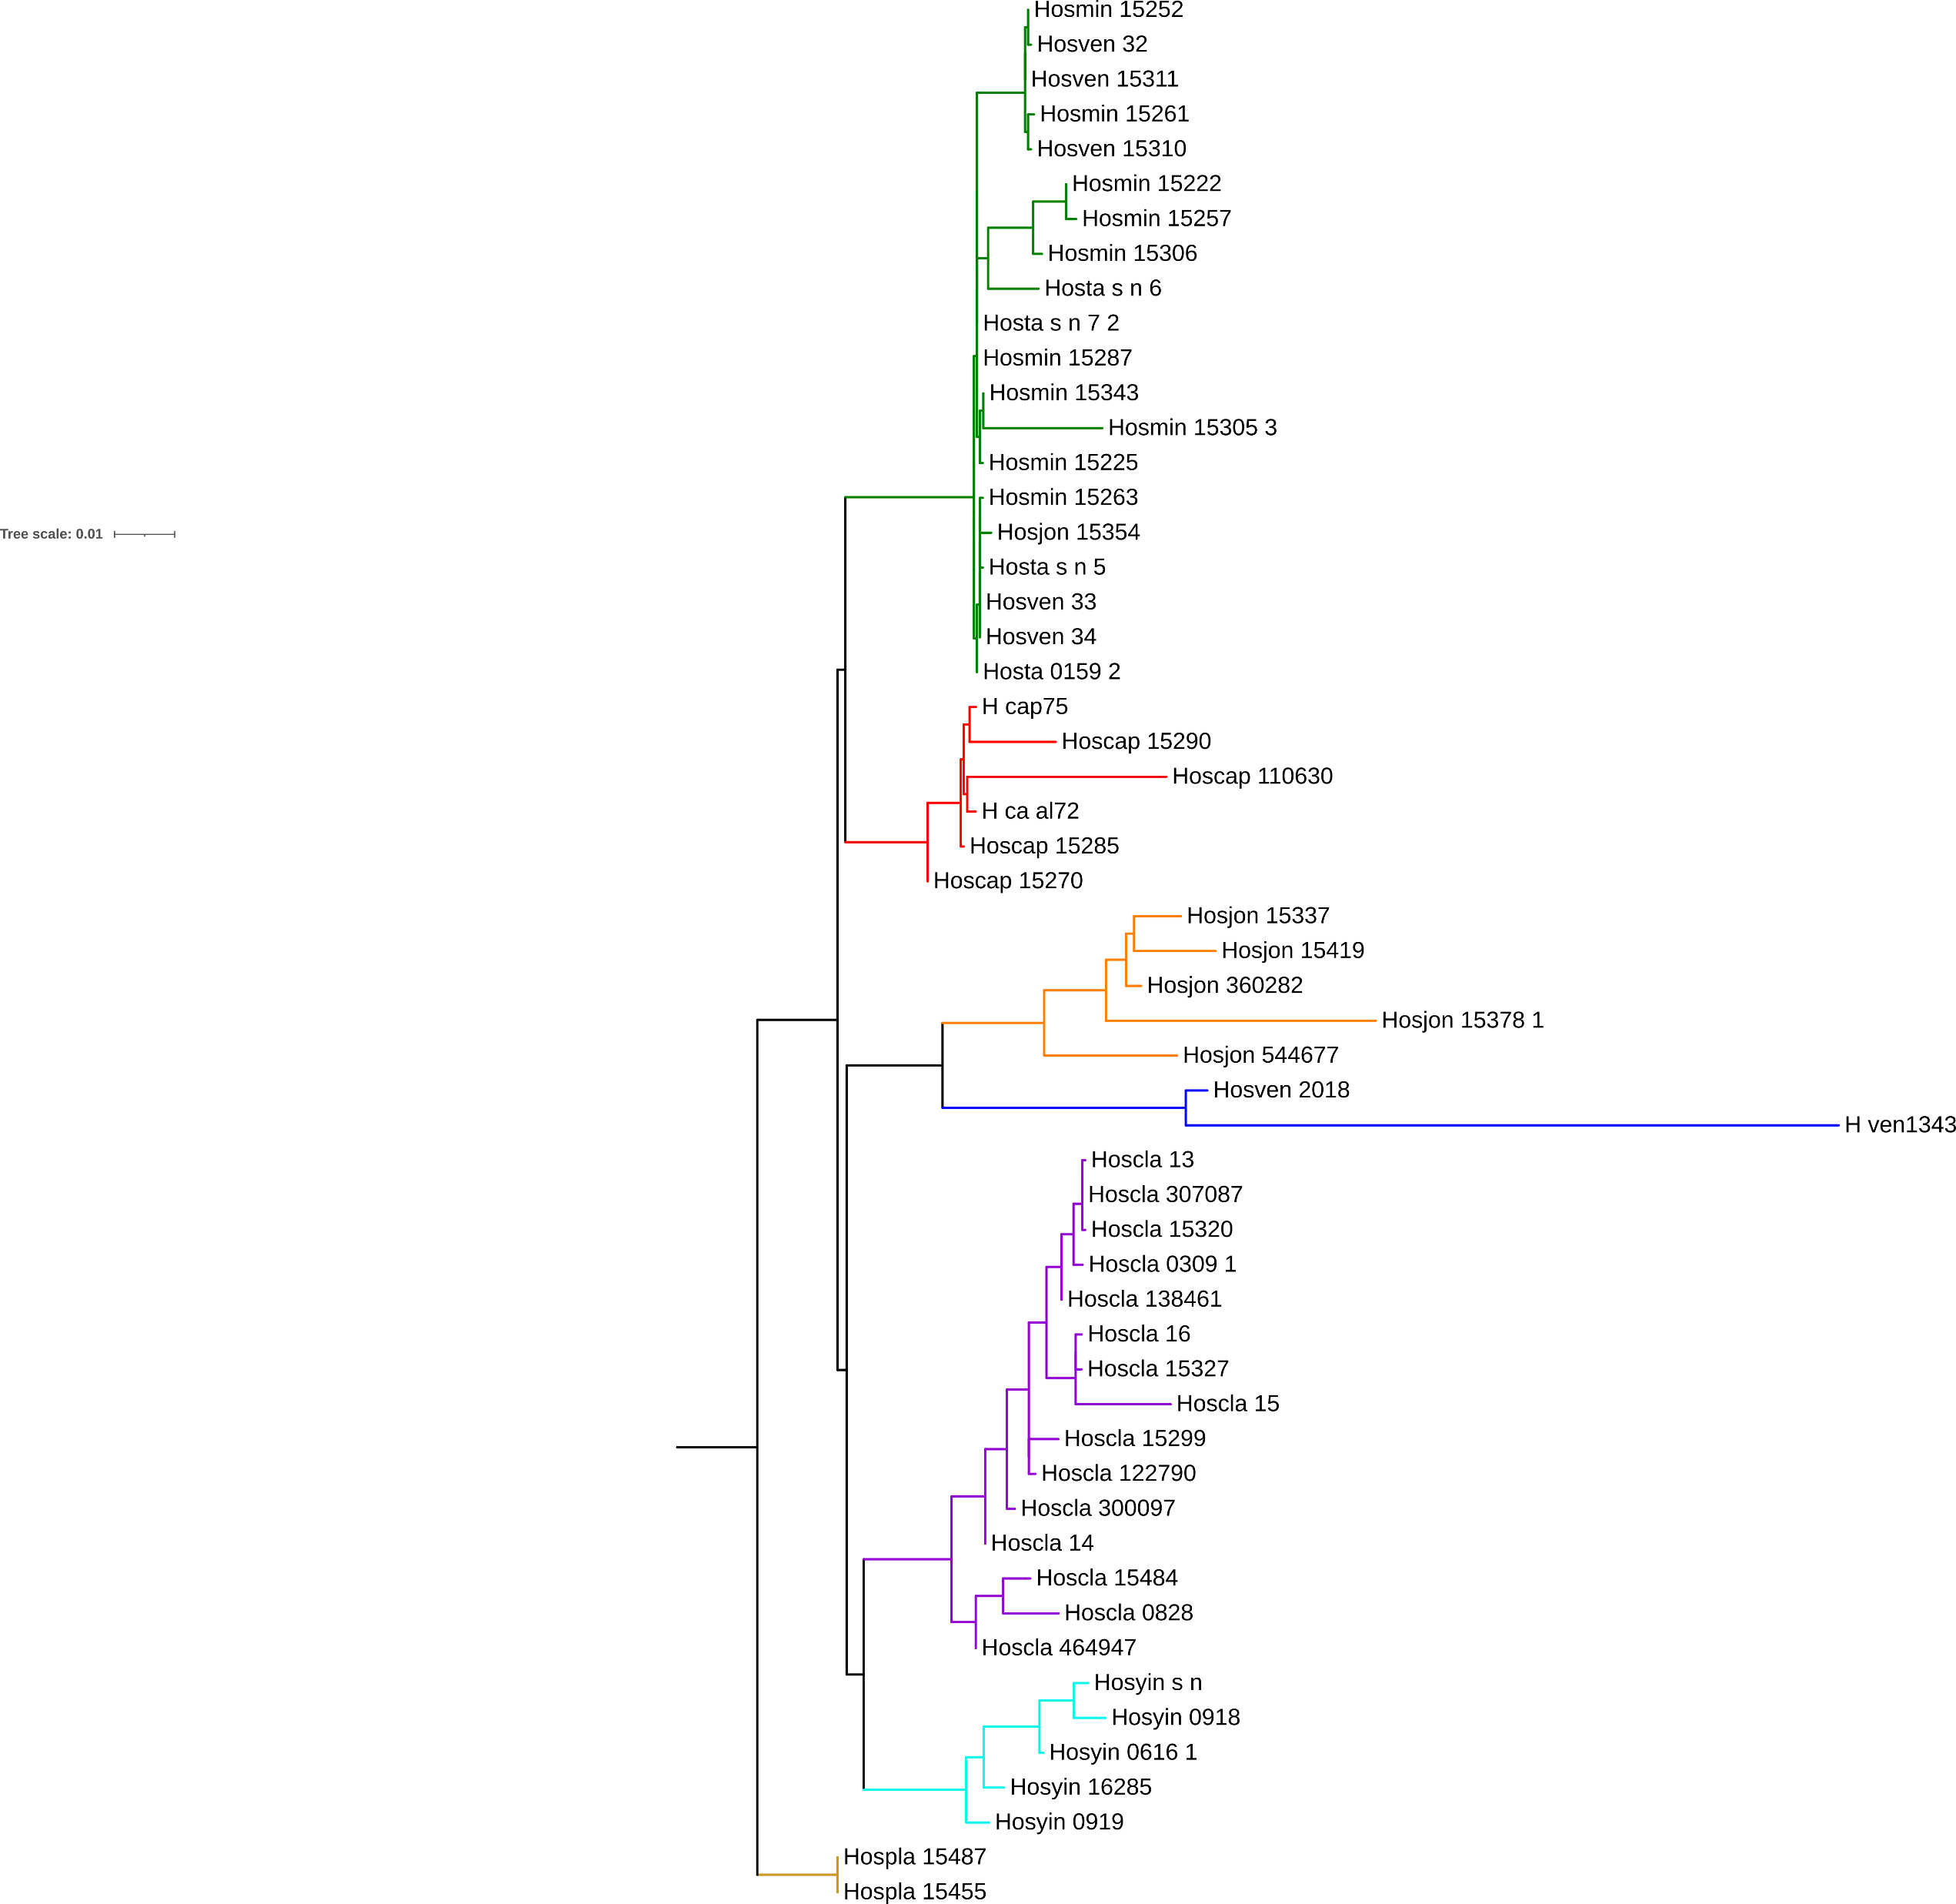 Hosmin 15252
Hosven 32
Hosven 15311
Hosmin 15261
Hosven 15310
Hosmin 15222
Hosmin 15257
Hosmin 15306
Hosta s n 6
Hosta s n 7 2
Hosmin 15287
Hosmin 15343
Hosmin 15305 3
Hosmin 15225
Hosmin 15263
Tree scale: 0.01
Hosjon 15354
Hosta s n 5
Hosven 33
Hosven 34
Hosta 0159 2
H cap75
Hoscap 15290
Hoscap 110630
H ca al72
Hoscap 15285
Hoscap 15270
Hosjon 15337
Hosjon 15419
Hosjon 360282
Hosjon 15378 1
Hosjon 544677
Hosven 2018
H ven1343
Hoscla 13
Hoscla 307087
Hoscla 15320
Hoscla 0309 1
Hoscla 138461
Hoscla 16
Hoscla 15327
Hoscla 15
Hoscla 15299
Hoscla 122790
Hoscla 300097
Hoscla 14
Hoscla 15484
Hoscla 0828
Hoscla 464947
Hosyin s n
Hosyin 0918
Hosyin 0616 1
Hosyin 16285
Hosyin 0919
Hospla 15487
Hospla 15455